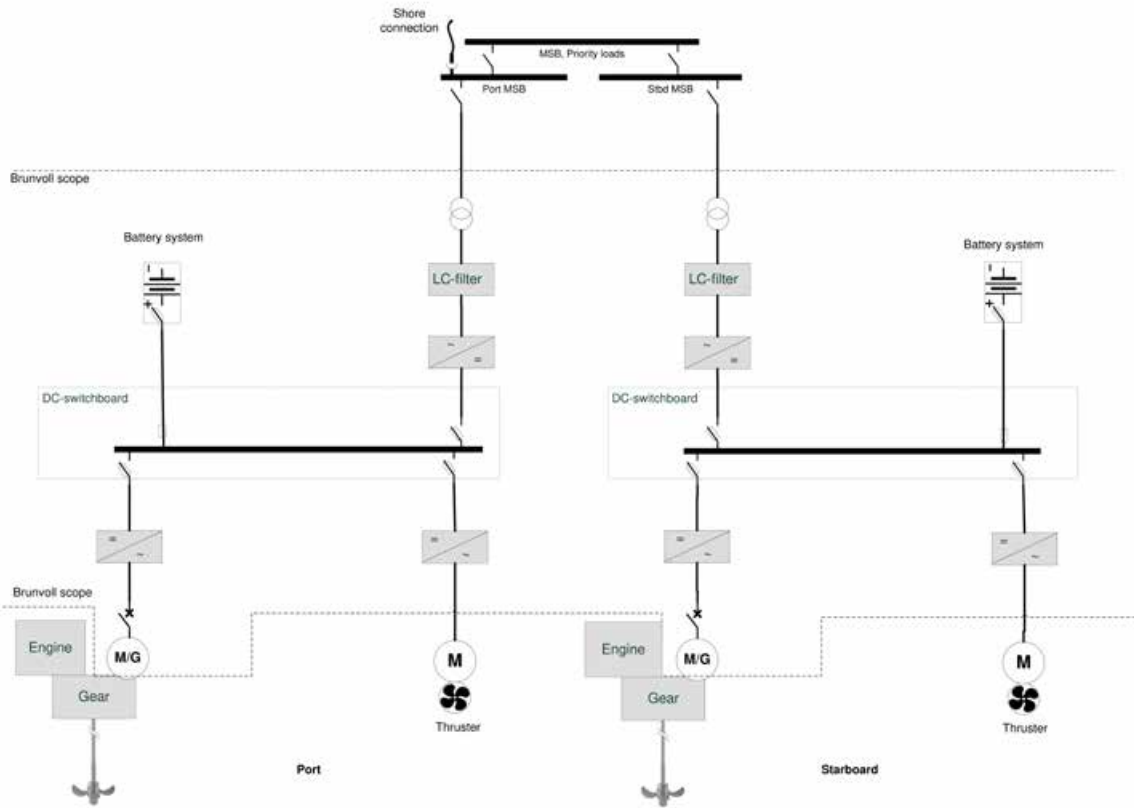 Shore
connection
MSB, Priority loads
Port MSB
Stbd MSB
Brunvoll scope
Battery system
Battery system
LC-filter
LC-filter
~
=
~
=
DC-switchboard
DC-switchboard
=
~
=
~
=
~
=
~
Brunvoll scope
Engine
M/G
M
Engine
M/G
M
Gear
Gear
Thruster
Thruster
Port
Starboard